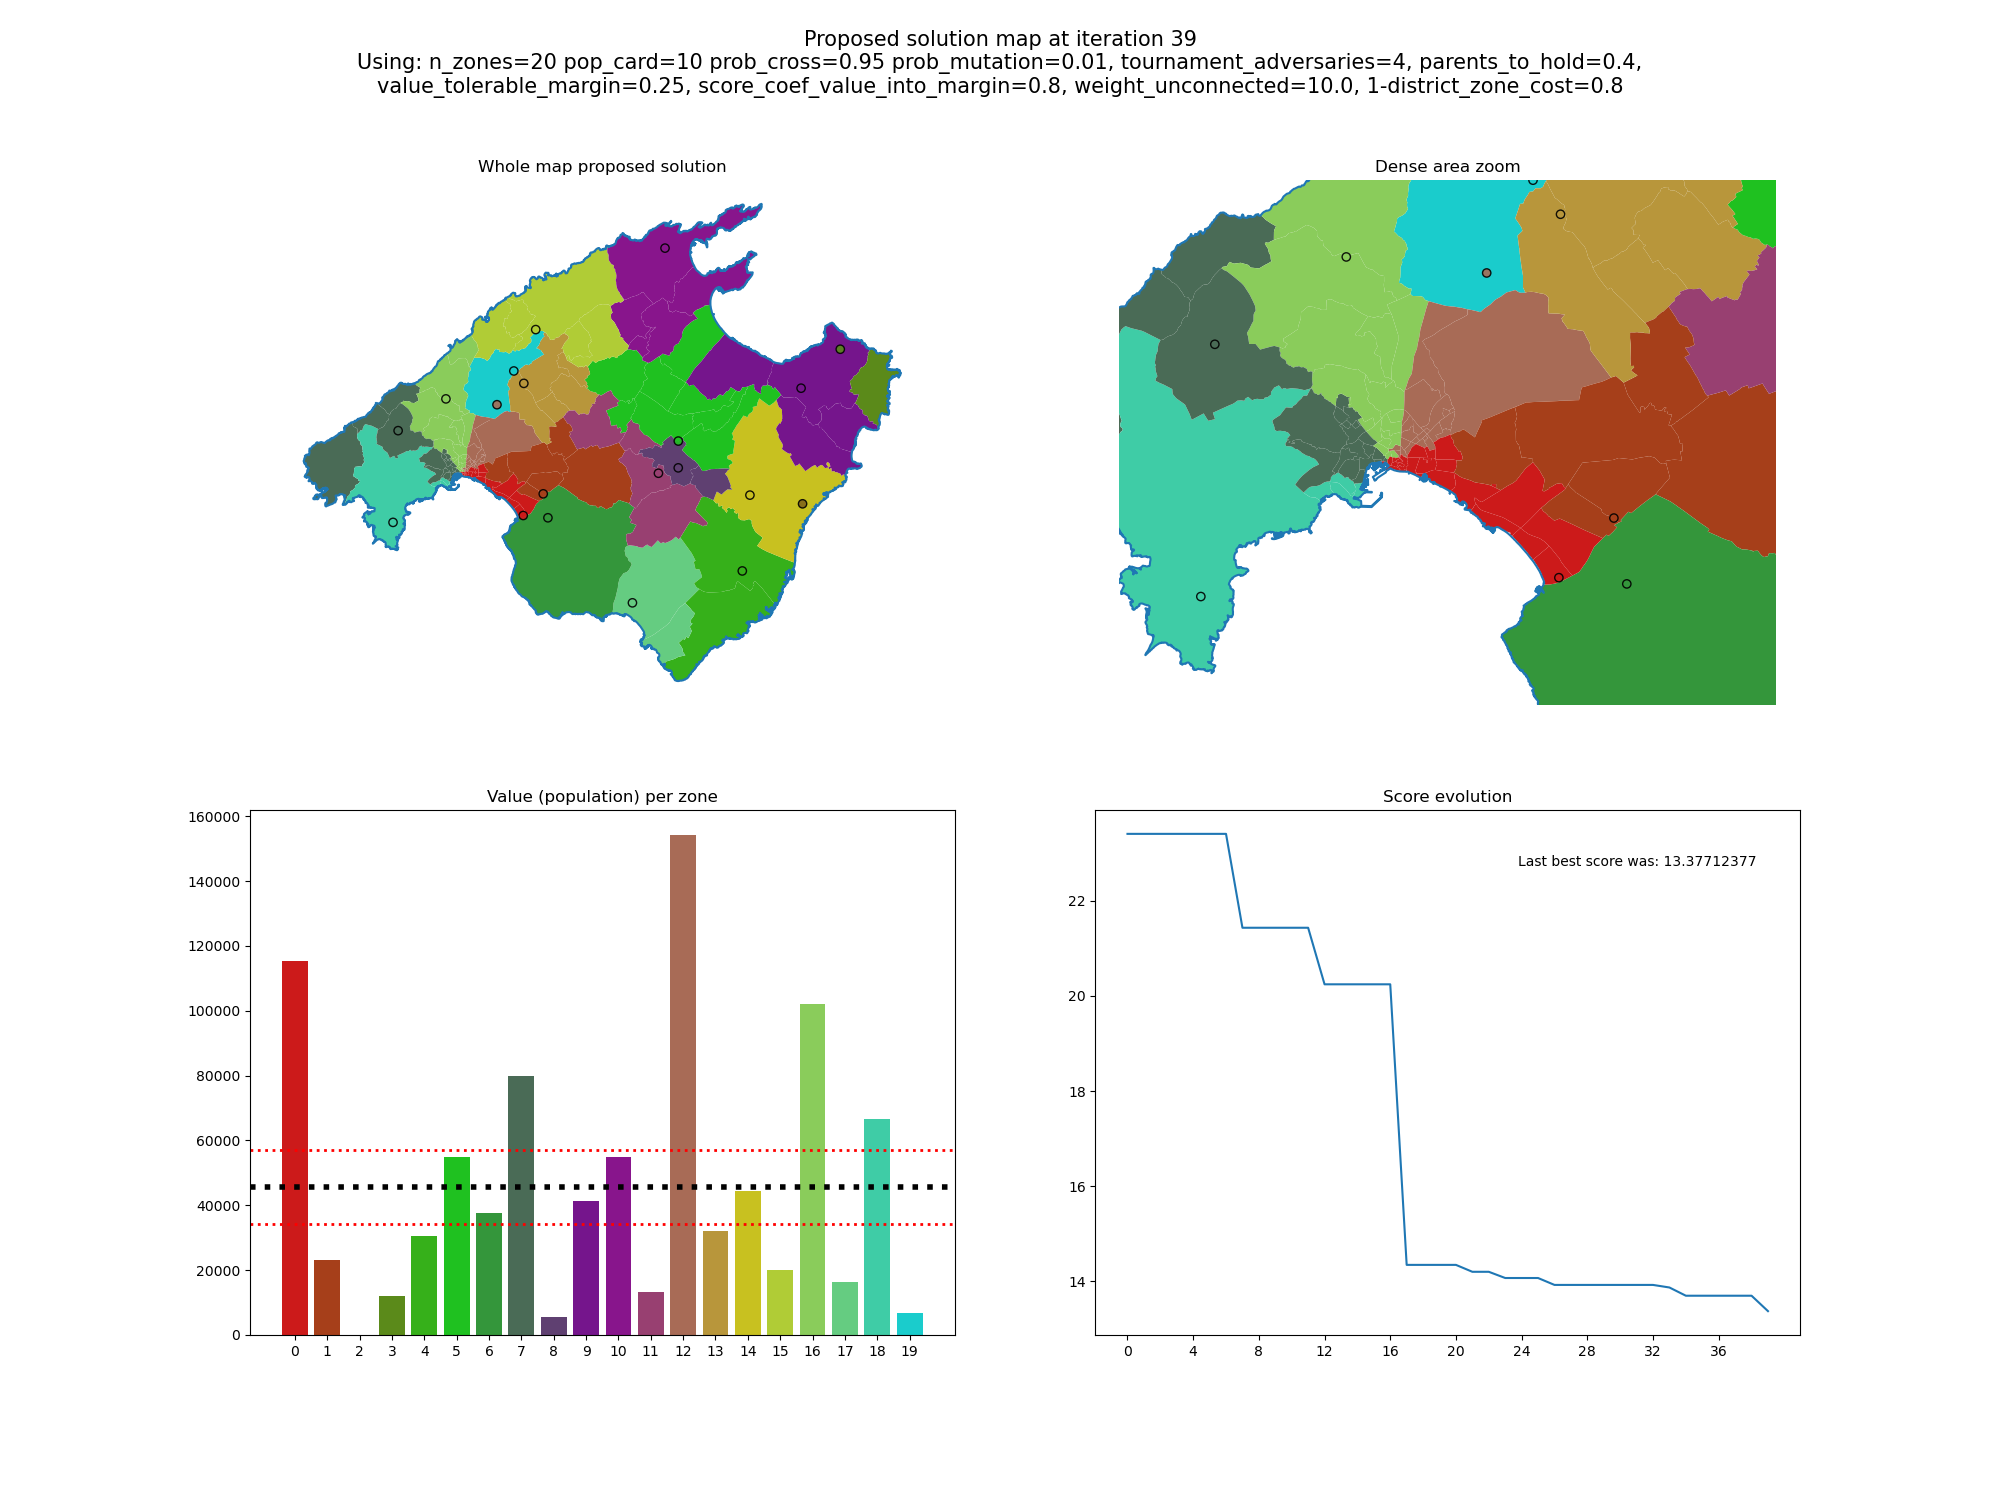 Proposed solution map at iteration 39
Using: n_zones=20 pop_card=10 prob_cross=0.95 prob_mutation=0.01, tournament_adversaries=4, parents_to_hold=0.4,
value_tolerable_margin=0.25, score_coef_value_into_margin=0.8, weight_unconnected=10.0, 1-district_zone_cost=0.8
Whole map proposed solution
Dense area zoom
Value (population) per zone
160000
140000
120000
100000
80000
60000
40000
20000
0
0 1 2 3 4 5 6 7 8 9 10 11 12 13 14 15 16 17 18 19
Score evolution
Last best score was: 13.37712377
22
20
18
16
14
0 4 8 12 16 20 24 28 32 36